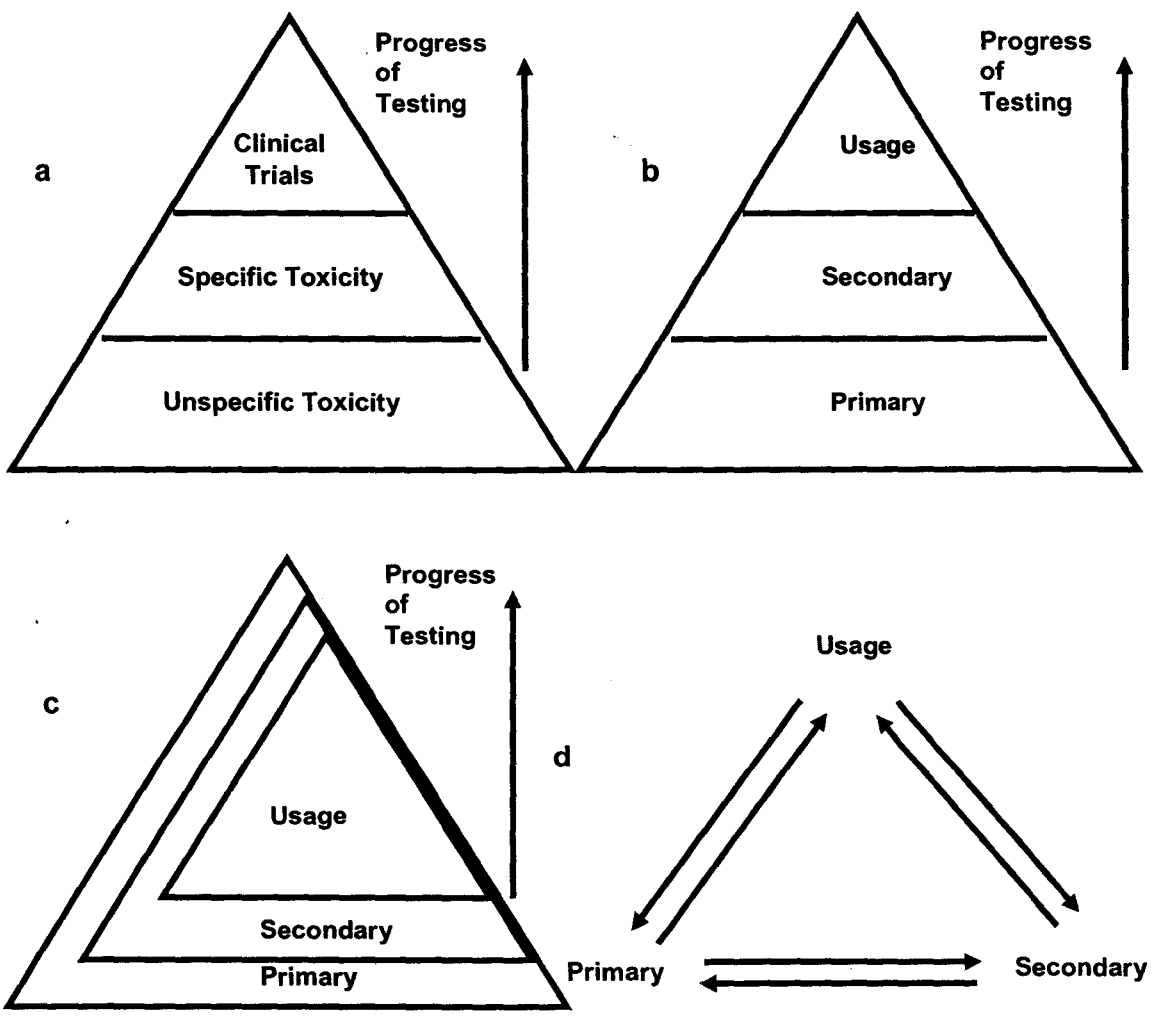 a
Progress
of
Testing
Clinical
Trials
Specific Toxicity
Unspecific Toxicity
b
Progress
of
Testing
Usage
Secondary
Primary
c
Progress
of
Testing
Usage
Secondary
Primary
d
Usage
Primary
Secondary